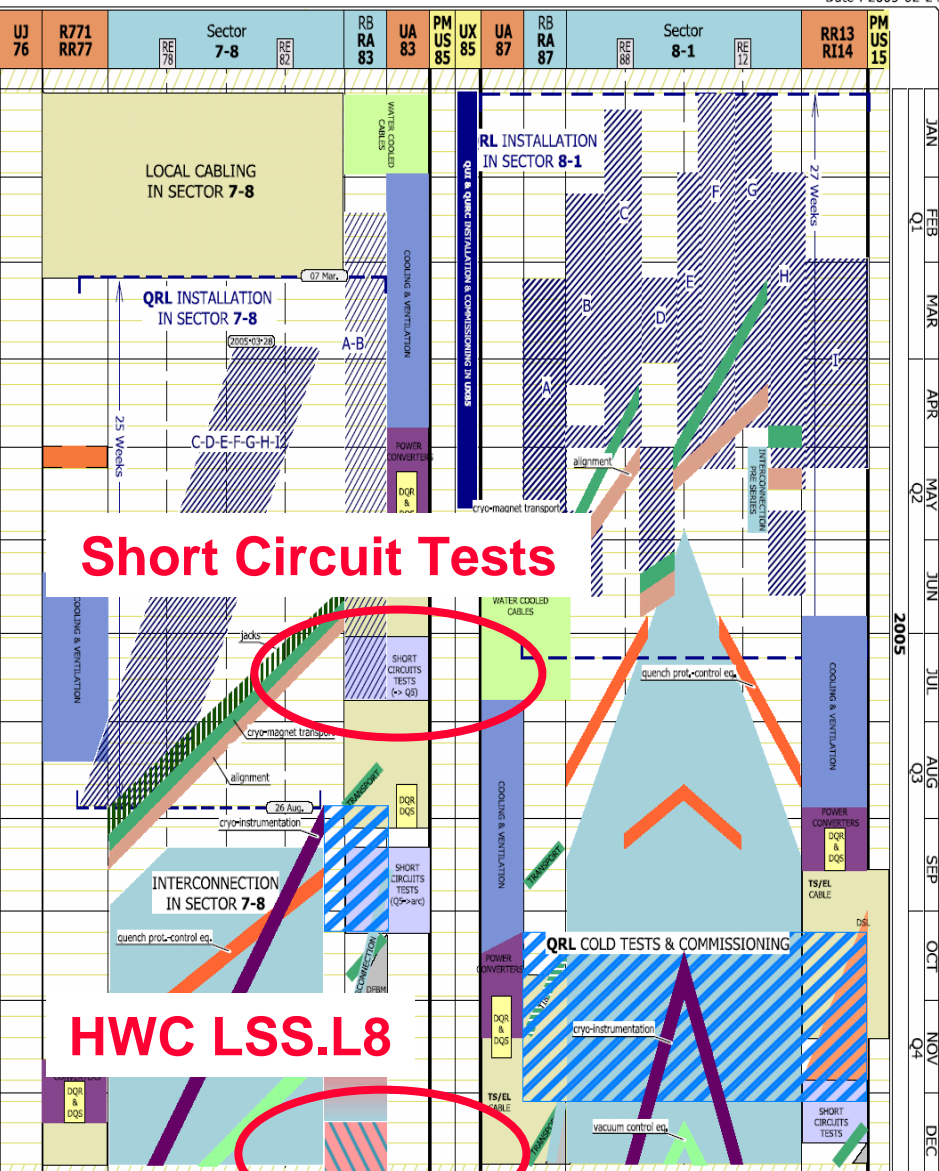 UJ
76
R771
RR77
RE
78
Sector
7-8
RE
82
RB
RA
83
UA
83
PM
US
85
UX
85
UA
87
RB
RA
87
RE
88
Sector
8-1
RE
12
RR13
RI14
PM
US
15
LOCAL CABLING
IN SECTOR 7-8
WATER COOLED
CABLES
COOLING & VENTILATION
QUI & QURC INSTALLATION & COMMISSIONING IN UX85
QRL INSTALLATION
IN SECTOR 8-1
27 Weeks
A
B
C
D
E
F
G
H
I
JAN
FEB
MAR
Q1
07 Mar.
QRL INSTALLATION
IN SECTOR 7-8
2005-03-28
A-B
C-D-E-F-G-H-I
25 Weeks
POWER
CONVERTERS
DQR
&
DQS
alignment
cryo-magnet transport
INTERCONNECTION
PRE SERIES
APR
MAY
JUN
Q2
2005
Short Circuit Tests
COOLING & VENTILATION
WATER COOLED
CABLES
jacks
SHORT
CIRCUITS
TESTS
(-> Q5)
quench prot.-control eq.
cryo-magnet transport
alignment
26 Aug.
cryo-instrumentation
TRANSPORT
DQR
DQS
COOLING & VENTILATION
COOLING & VENTILATION
JUL
AUG
SEP
Q3
POWER
CONVERTERS
DQR
&
DQS
TRANSPORT
INTERCONNECTION
IN SECTOR 7-8
SHORT
CIRCUITS
TESTS
(Q5->arc)
TS/EL
CABLE
DSL
quench prot.-control eq.
DFBM
QRL COLD TESTS & COMMISSIONING
POWER
CONVERTERS
DQR
&
DQS
cryo-instrumentation
OCT
NOV
DEC
Q4
HWC LSS.L8
DQR
&
DQS
TS/EL
CABLE
vacuum control eq.
SHORT
CIRCUITS
TESTS